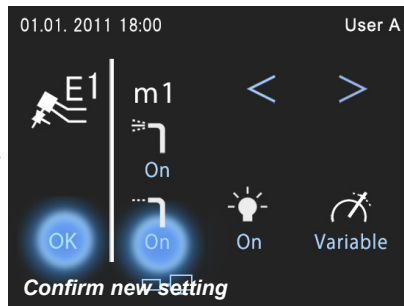 01.01. 2011 18:00 User A
E1
m1
< >
On
OK On On Variable
Confirm new setting